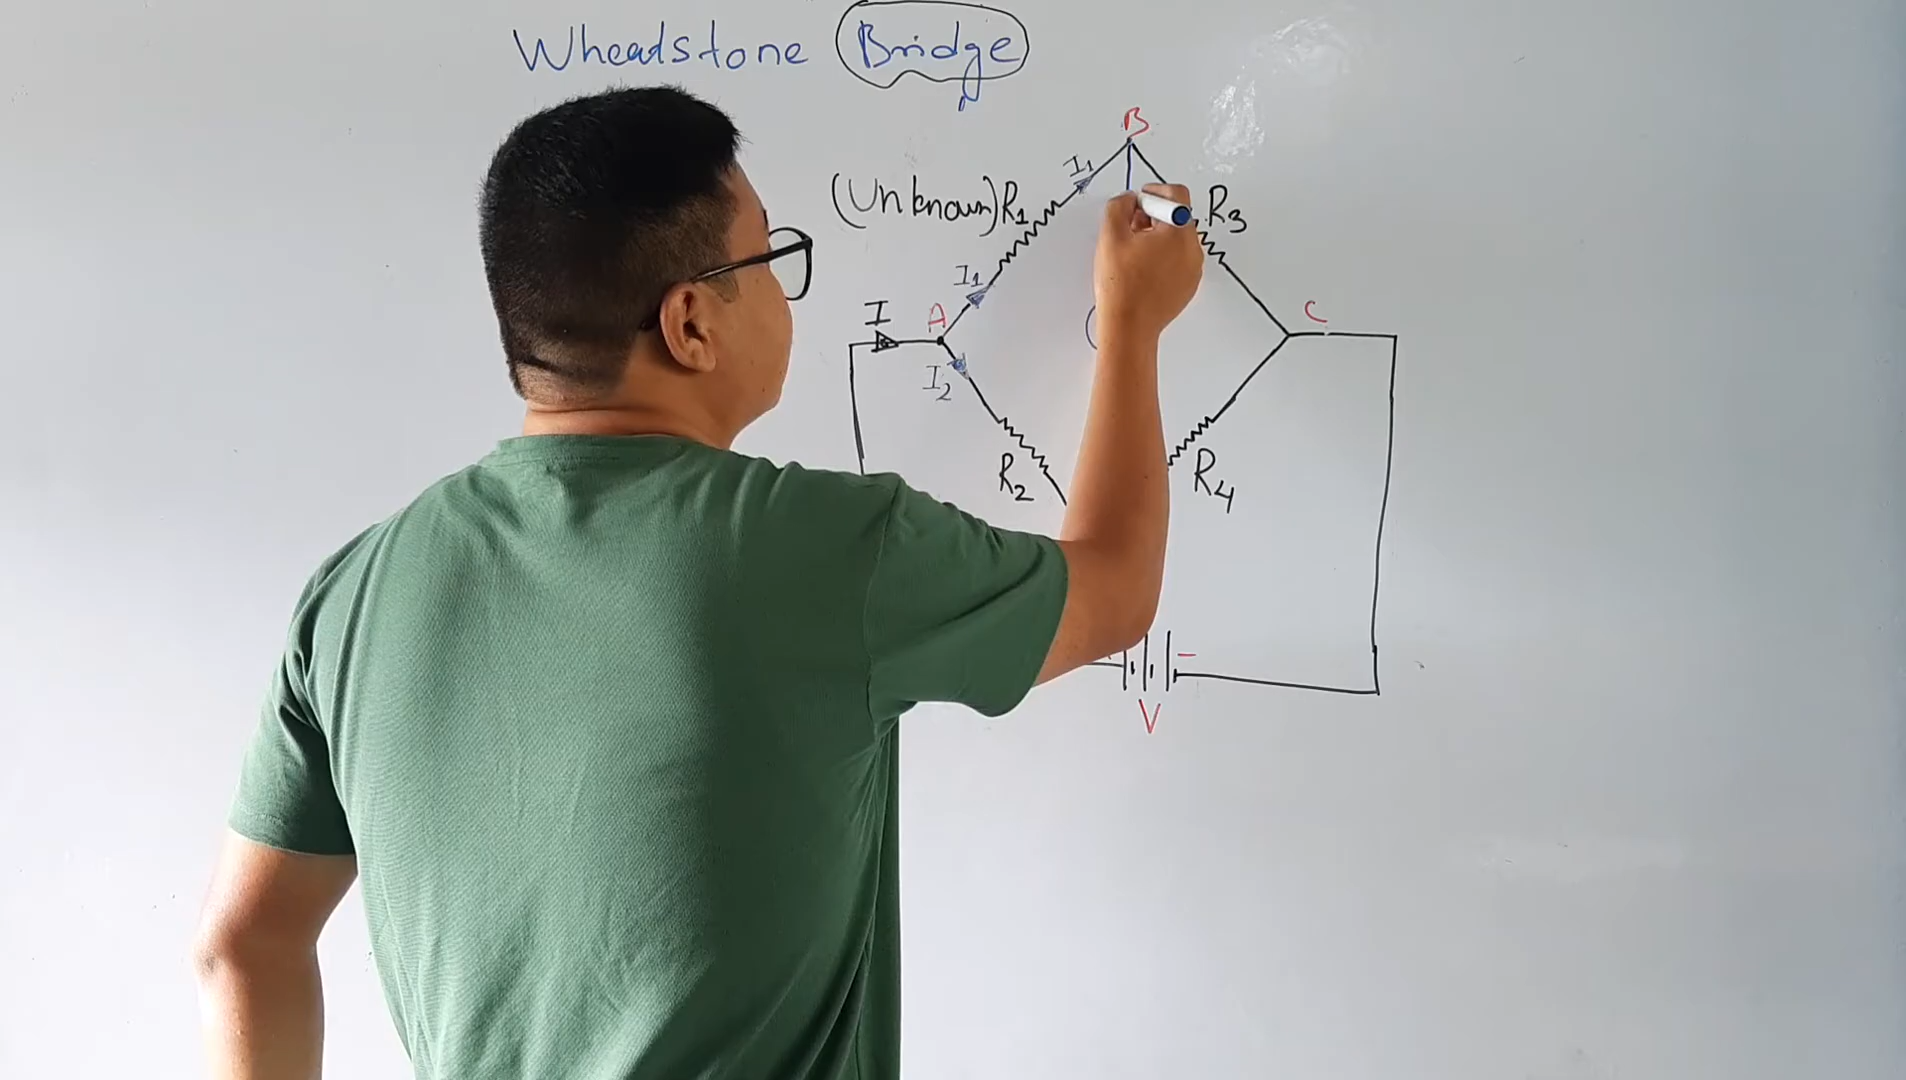 Wheatstone Bridge
B
I1
(Unknown) R1
R3
I1
I
A
C
I2
R2
R4
−
V